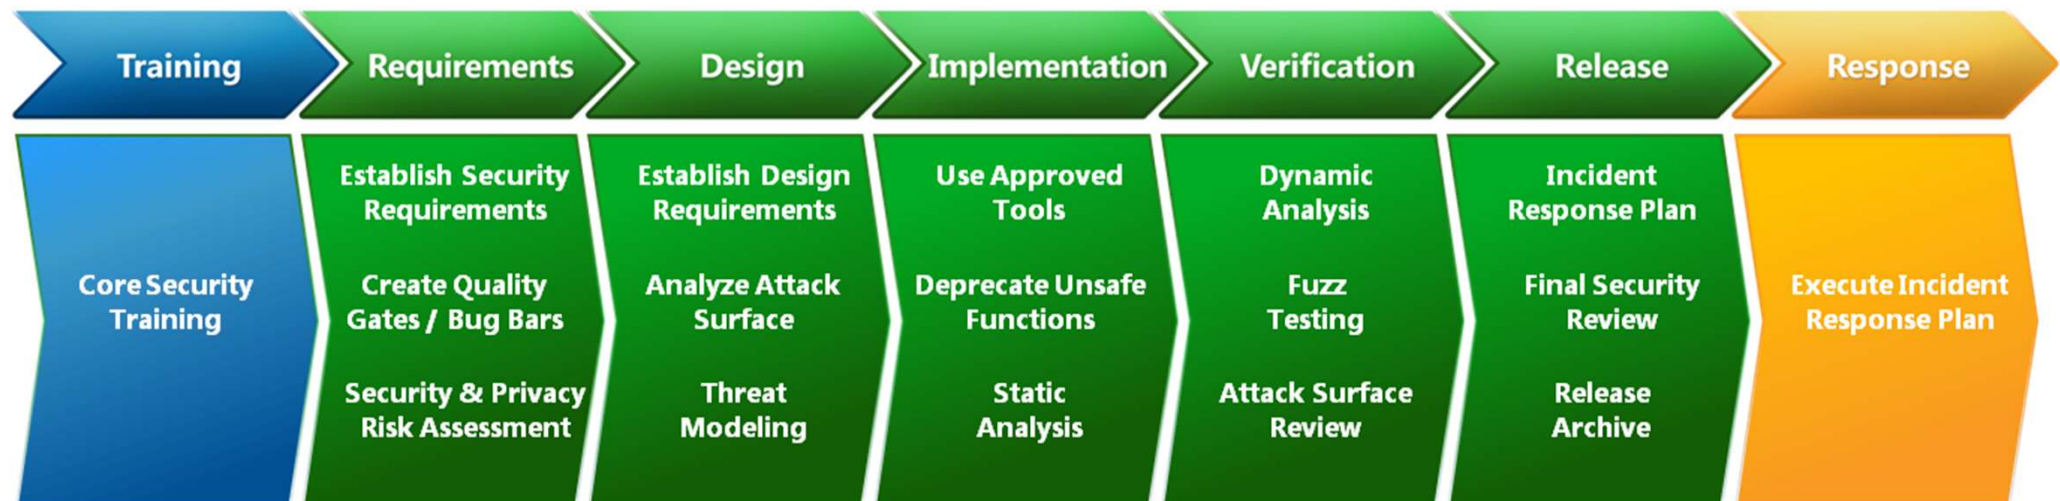 Training
Requirements
Design
Implementation
Verification
Release
Response
Core Security
Training
Establish Security
Requirements
Create Quality
Gates / Bug Bars
Security & Privacy
Risk Assessment
Establish Design
Requirements
Analyze Attack
Surface
Threat
Modeling
Use Approved
Tools
Deprecate Unsafe
Functions
Static
Analysis
Dynamic
Analysis
Fuzz
Testing
Attack Surface
Review
Incident
Response Plan
Final Security
Review
Release
Archive
Execute Incident
Response Plan